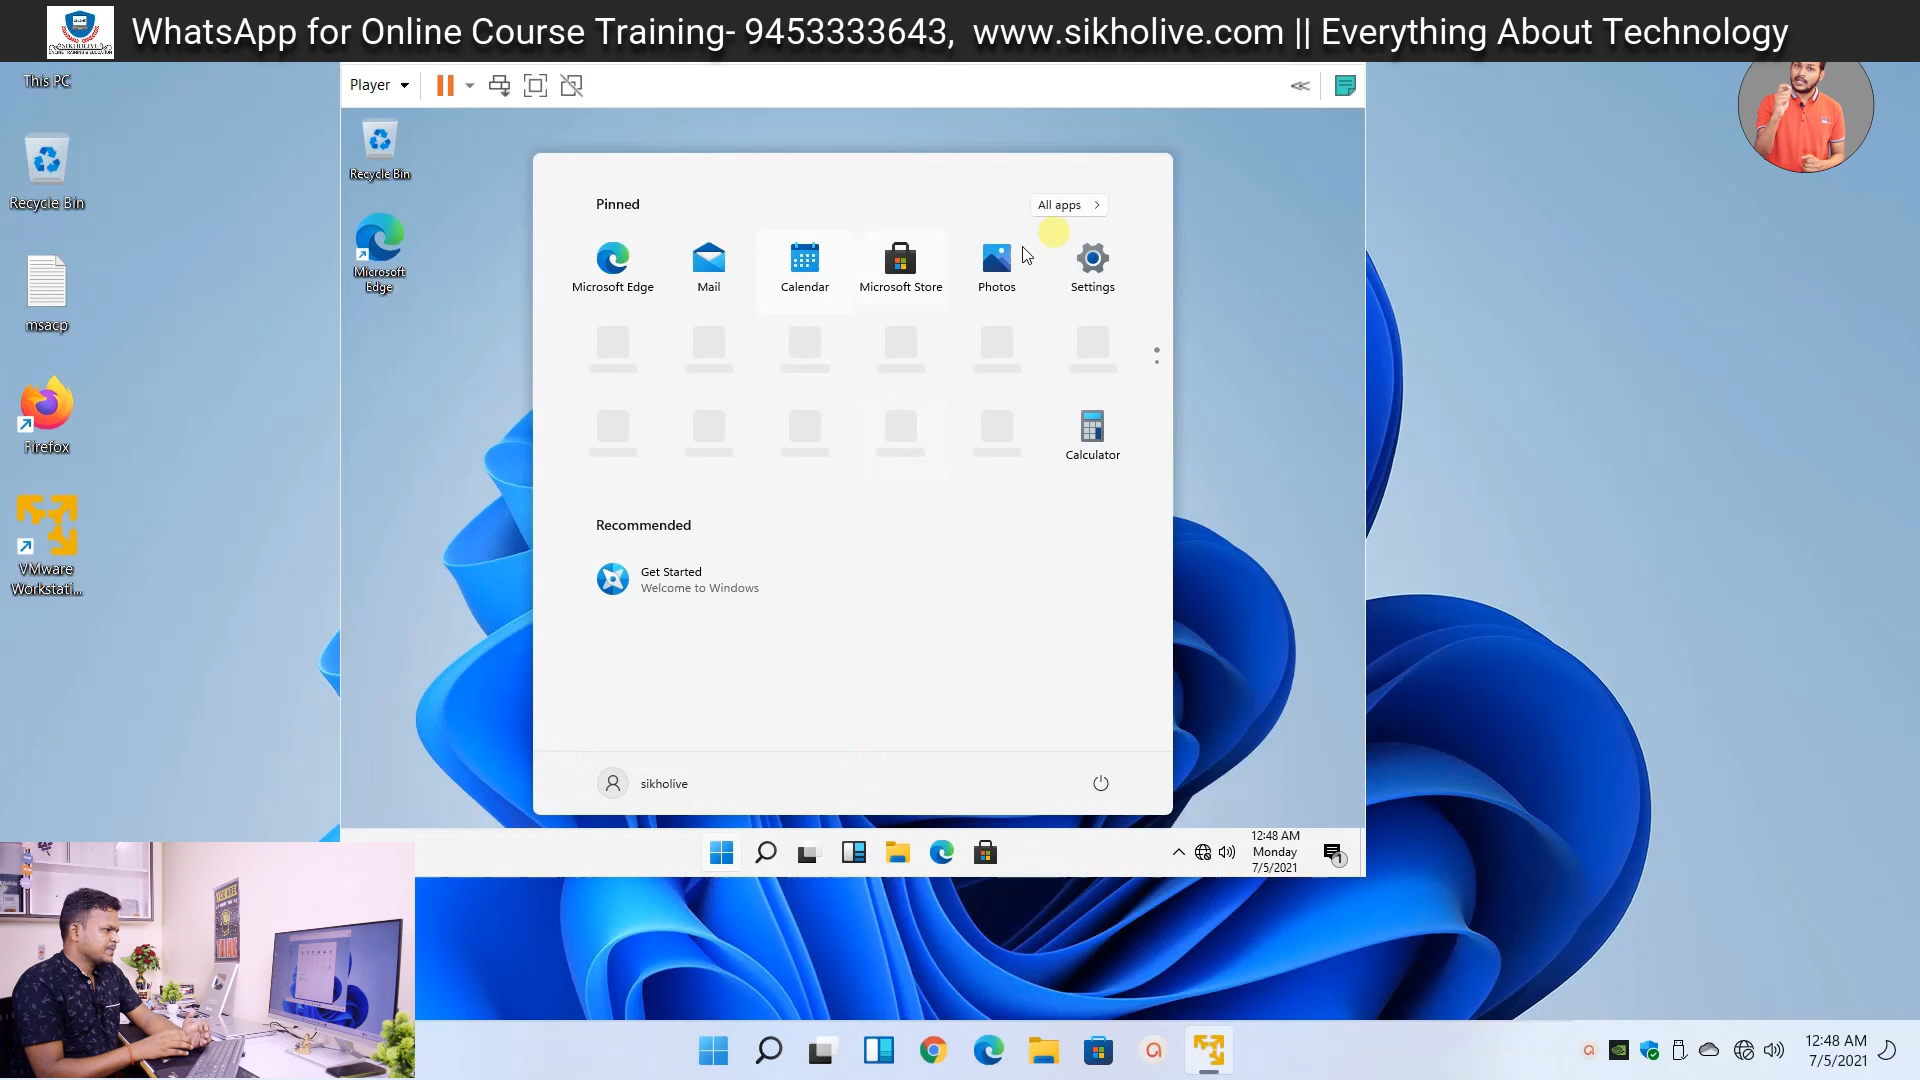 WhatsApp for Online Course Training- 9453333643,  www.sikholive.com || Everything About Technology
SIKHOLIVE
This PC
Recycle Bin
msacp
Firefox
VMware
Workstati...
Player
Recycle Bin
Microsoft
Edge
Pinned
All apps
Microsoft Edge
Mail
Calendar
Microsoft Store
Photos
Settings
Calculator
Recommended
Get Started
Welcome to Windows
sikholive
12:48 AM
Monday
7/5/2021
1
12:48 AM
7/5/2021